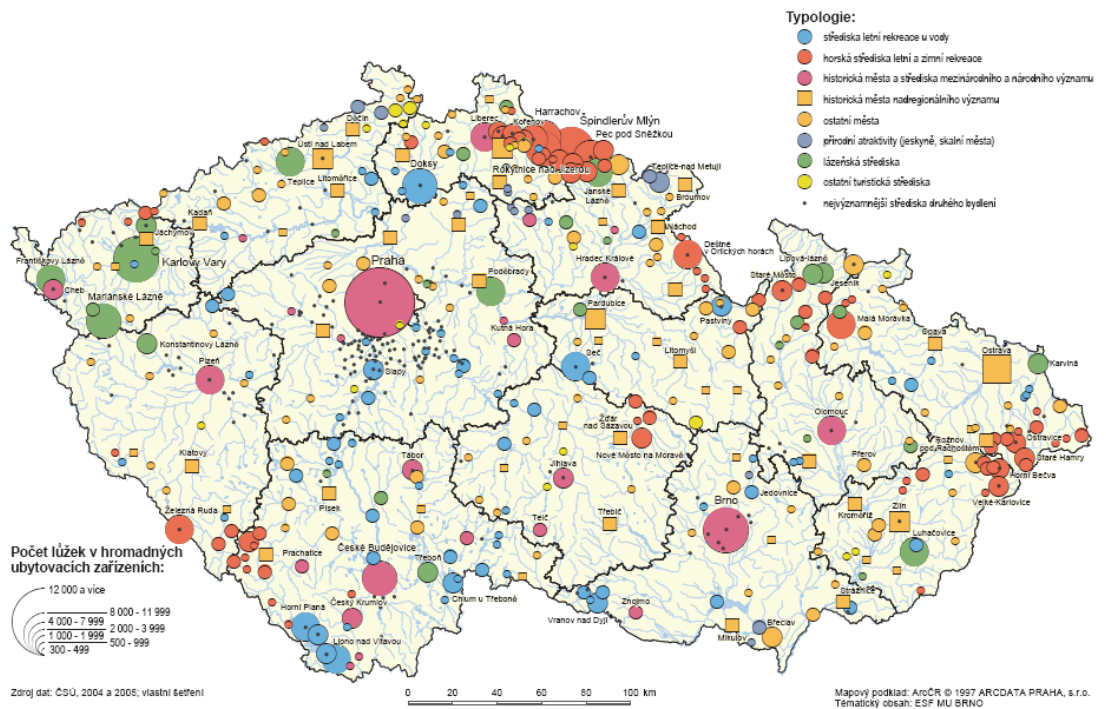 Typologie:
střediska letní rekreace u vody
horská střediska letní a zimní rekreace
historická města a střediska mezinárodního a národního významu
historická města nadregionálního významu
ostatní města
přírodní atraktivity (jeskyně, skalní města)
lázeňská střediska
ostatní turistická střediska
nejvýznamnější střediska druhého bydlení
Děčín
Ústí nad Labem
Teplice
Litoměřice
Liberec
Kořenov
Harrachov
Špindlerův Mlýn
Pec pod Sněžkou
Doksy
Rokytnice nad Jizerou
Janské
Lázně
Teplice nad Metují
Broumov
Náchod
Kadaň
Jáchymov
Františkovy Lázně
Karlovy Vary
Cheb
Mariánské Lázně
Konstantinovy Lázně
Plzeň
Praha
Poděbrady
Kutná Hora
Slapy
Hradec Králové
Deštné
v Orlických horách
Pardubice
Pastviny
Seč
Litomyšl
Lipová-lázně
Staré Město
Jeseník
Malá Morávka
Opava
Ostrava
Karviná
Olomouc
Přerov
Rožnov
pod Radhoštěm
Ostravice
Staré Hamry
Horní Bečva
Velké Karlovice
Klatovy
Železná Ruda
Tábor
Písek
Prachatice
České Budějovice
Třeboň
Chlum u Třeboně
Český Krumlov
Horní Planá
Lipno nad Vltavou
Žďár
nad Sázavou
Nové Město na Moravě
Jihlava
Telč
Třebíč
Brno
Jedovnice
Vranov nad Dyjí
Znojmo
Mikulov
Břeclav
Strážnice
Kroměříž
Zlín
Luhačovice
Počet lůžek v hromadných
ubytovacích zařízeních:
12 000 a více
8 000 - 11 999
4 000 - 7 999
2 000 - 3 999
1 000 - 1 999
500 - 999
300 - 499
Zdroj dat: ČSÚ, 2004 a 2005; vlastní šetření
0 20 40 60 80 100 km
Mapový podklad: ArcČR © 1997 ARCDATA PRAHA, s.r.o.
Tématický obsah: ESF MU BRNO